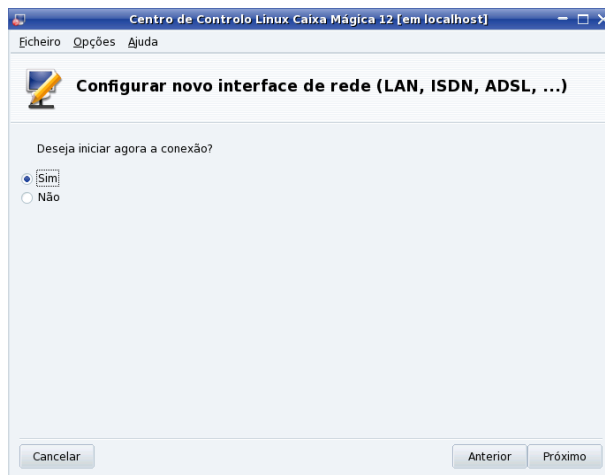 Centro de Controlo Linux Caixa Mágica 12 [em localhost]
Ficheiro Opções Ajuda
Configurar novo interface de rede (LAN, ISDN, ADSL, ...)
Deseja iniciar agora a conexão?
Sim
Não
Cancelar Anterior Próximo